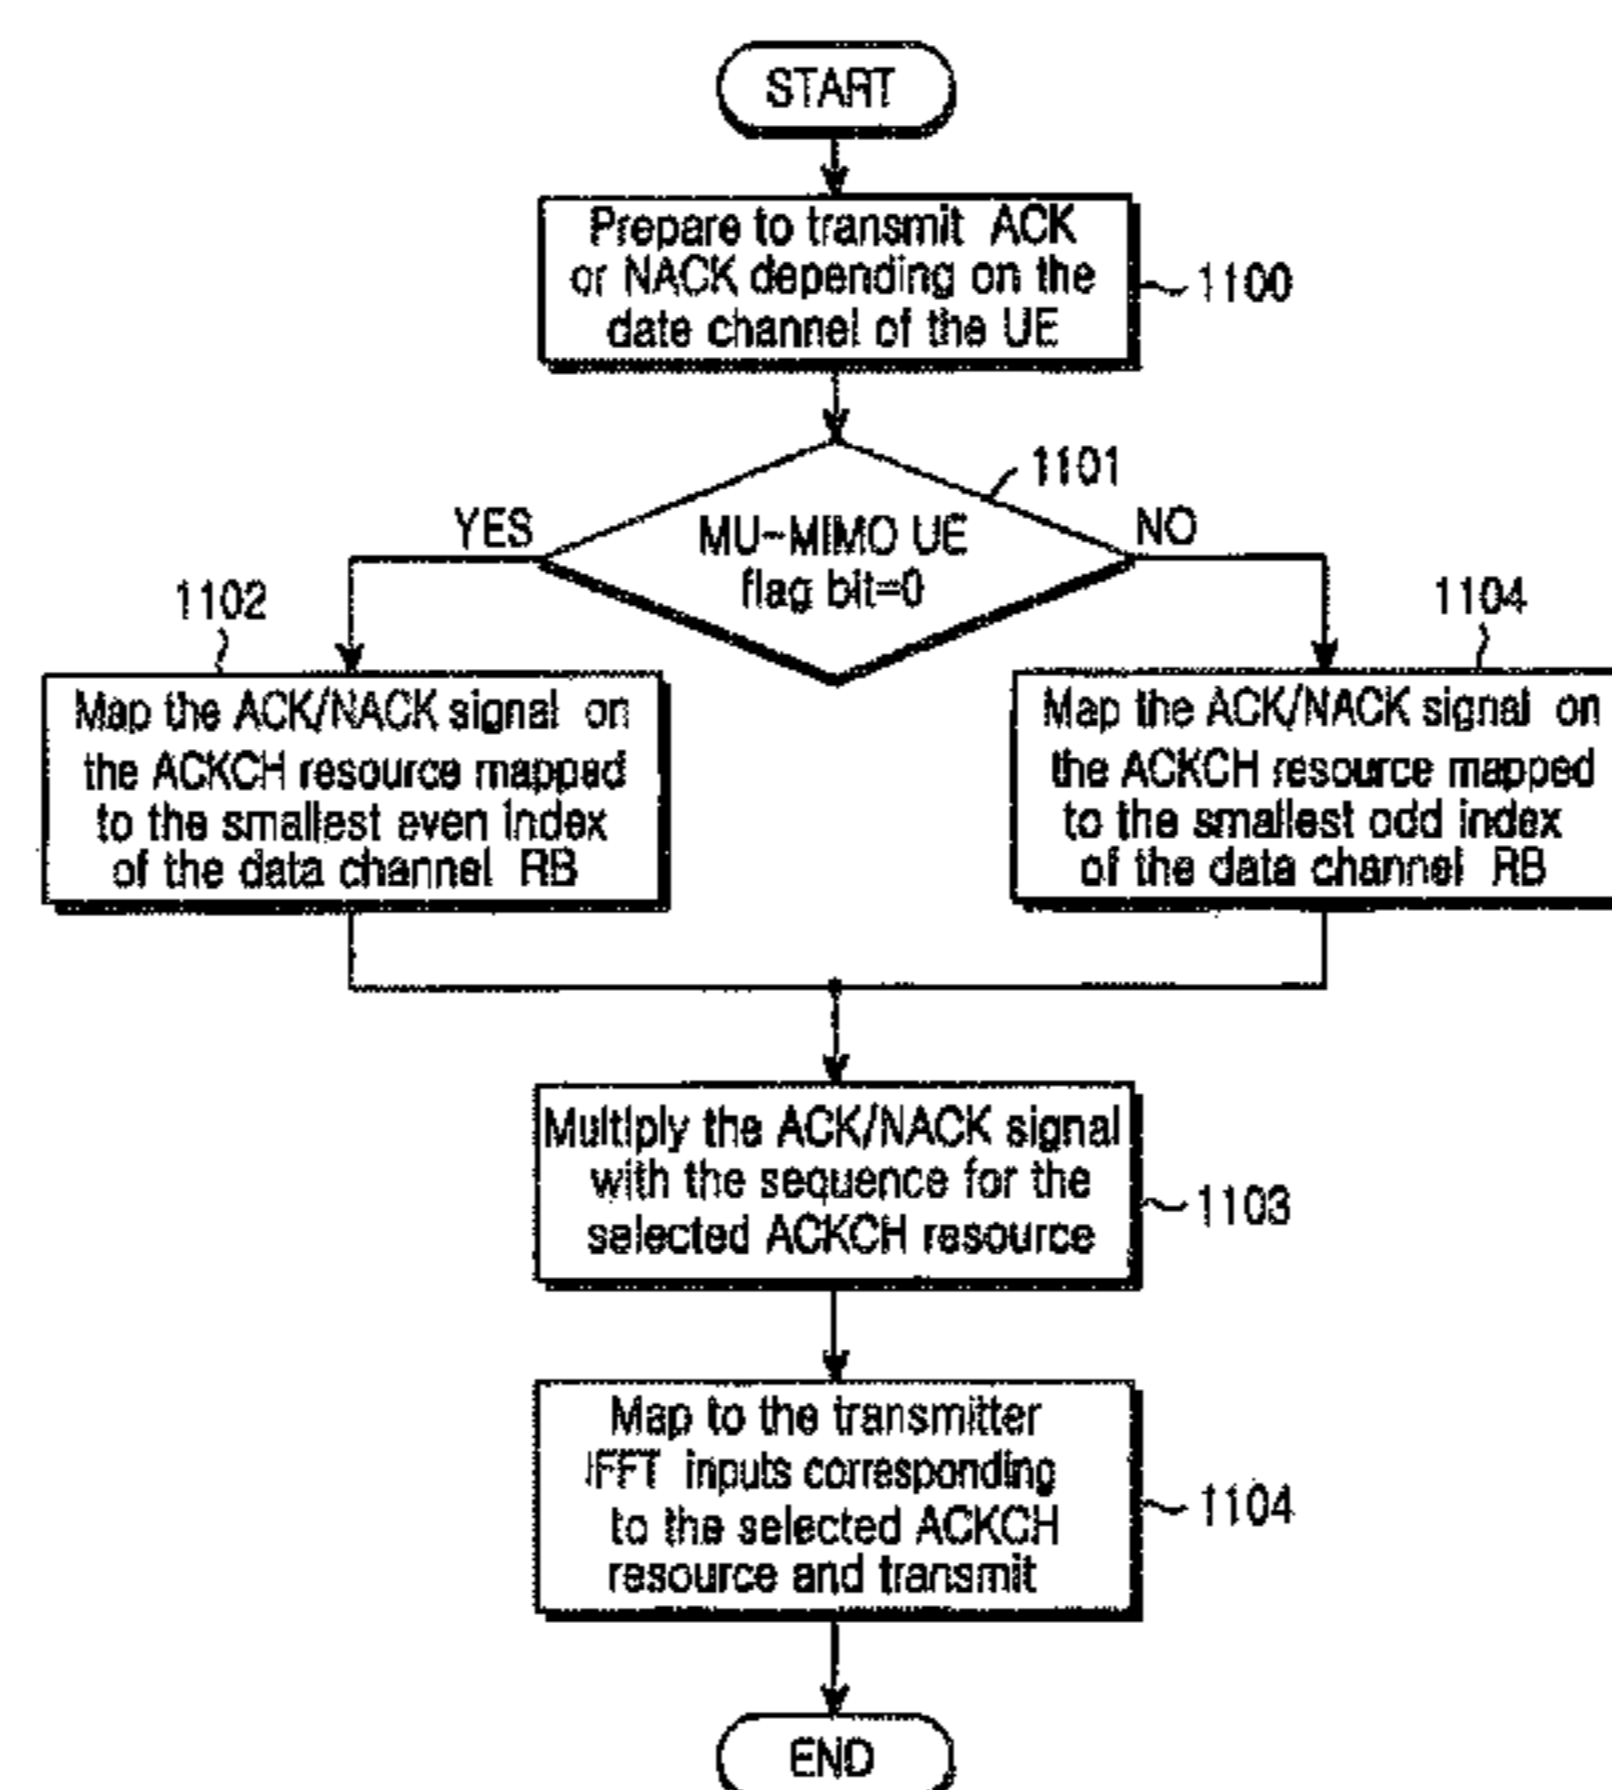 START
Prepare to transmit ACK
or NACK depending on the
date channel of the UE
1100
1101
YES
MU-MIMO UE
flag bit=0
NO
1102
1104
Map the ACK/NACK signal on
the ACKCH resource mapped
to the smallest even index
of the data channel RB
Map the ACK/NACK signal on
the ACKCH resource mapped
to the smallest odd index
of the data channel RB
Multiply the ACK/NACK signal
with the sequence for the
selected ACKCH resource
1103
Map to the transmitter
IFFT inputs corresponding
to the selected ACKCH
resource and transmit
1104
END